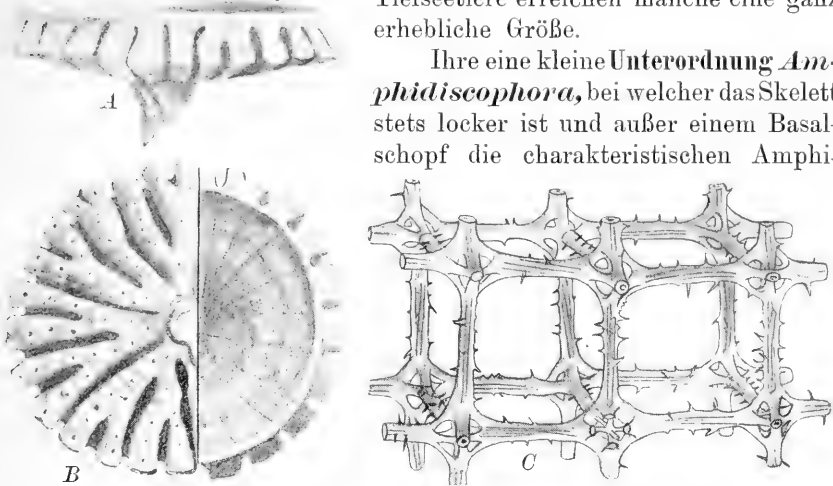 Tiefseetiere erreichen manche eine ganz
erhebliche Größe.
Ihre eine kleine Unterordnung Am-
phidiscophora, bei welcher das Skelett
stets locker ist und außer einem Basal-
schopf die charakteristischen Amphi-
A
B
C